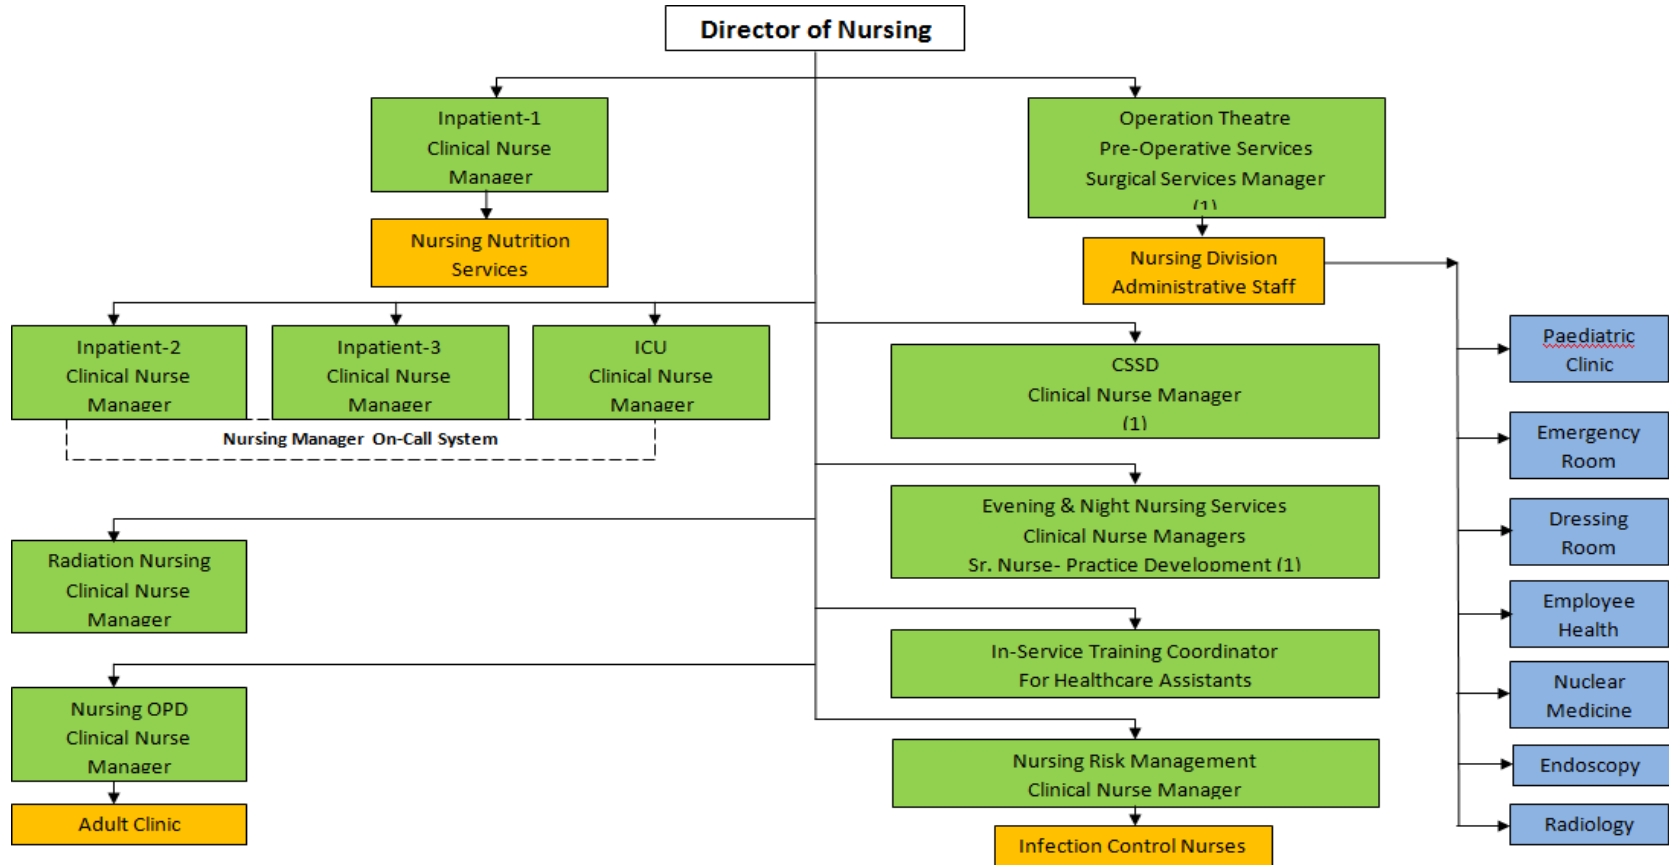 Director of Nursing
Inpatient-1
Clinical Nurse
Manager
Operation Theatre
Pre-Operative Services
Surgical Services Manager
(1)
Nursing Nutrition
Services
Nursing Division
Administrative Staff
Inpatient-2
Clinical Nurse
Manager
Inpatient-3
Clinical Nurse
Manager
ICU
Clinical Nurse
Manager
Nursing Manager On-Call System
CSSD
Clinical Nurse Manager
(1)
Evening & Night Nursing Services
Clinical Nurse Managers
Sr. Nurse- Practice Development (1)
Radiation Nursing
Clinical Nurse
Manager
In-Service Training Coordinator
For Healthcare Assistants
Nursing OPD
Clinical Nurse
Manager
Adult Clinic
Nursing Risk Management
Clinical Nurse Manager
Infection Control Nurses
Paediatric
Clinic
Emergency
Room
Dressing
Room
Employee
Health
Nuclear
Medicine
Endoscopy
Radiology